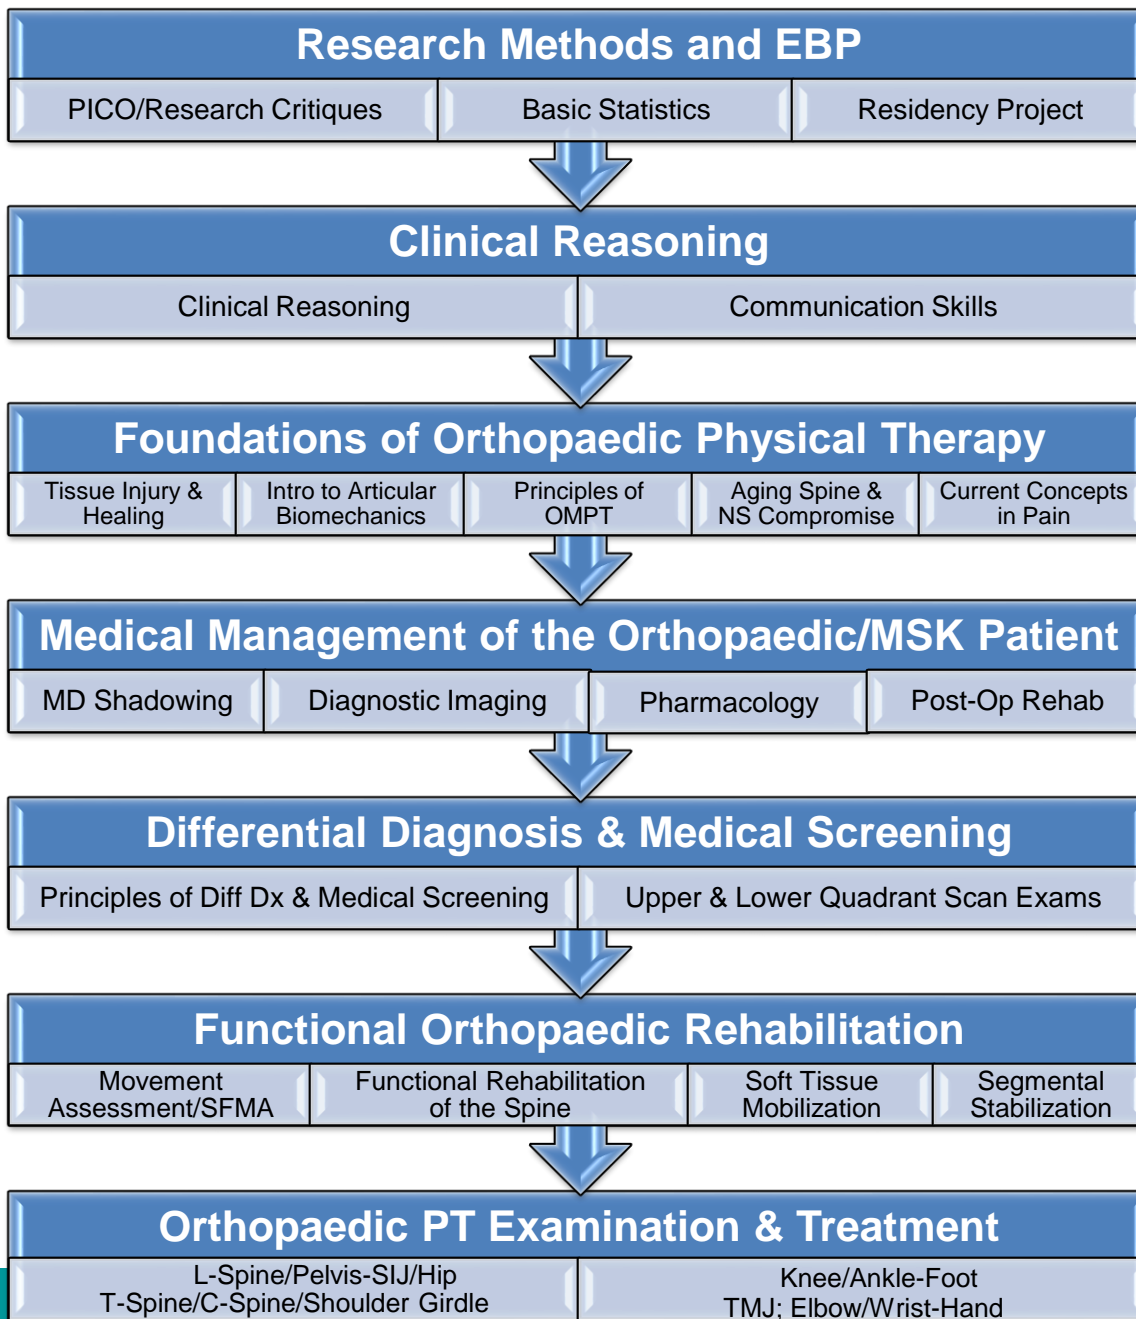 Research Methods and EBP
PICO/Research Critiques
Basic Statistics
Residency Project
Clinical Reasoning
Clinical Reasoning
Communication Skills
Foundations of Orthopaedic Physical Therapy
Tissue Injury &
Healing
Intro to Articular
Biomechanics
Principles of
OMPT
Aging Spine &
NS Compromise
Current Concepts
in Pain
Medical Management of the Orthopaedic/MSK Patient
MD Shadowing
Diagnostic Imaging
Pharmacology
Post-Op Rehab
Differential Diagnosis & Medical Screening
Principles of Diff Dx & Medical Screening
Upper & Lower Quadrant Scan Exams
Functional Orthopaedic Rehabilitation
Movement
Assessment/SFMA
Functional Rehabilitation
of the Spine
Soft Tissue
Mobilization
Segmental
Stabilization
Orthopaedic PT Examination & Treatment
L-Spine/Pelvis-SIJ/Hip
T-Spine/C-Spine/Shoulder Girdle
Knee/Ankle-Foot
TMJ; Elbow/Wrist-Hand